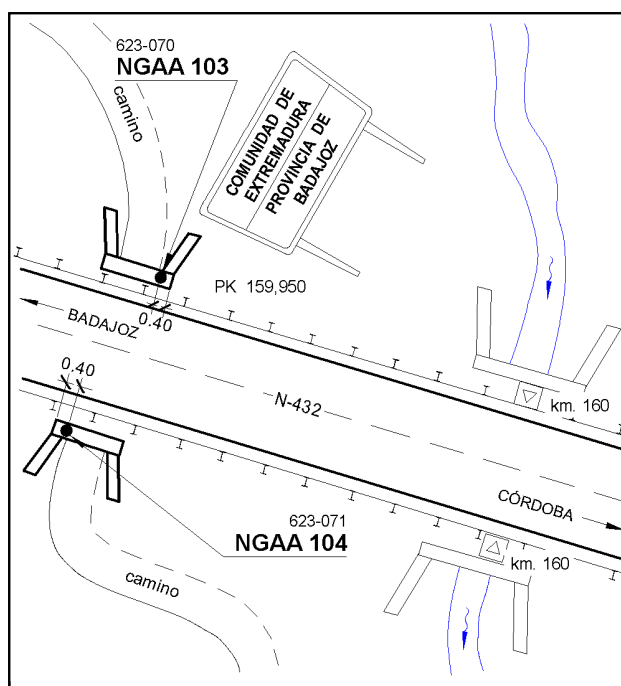 623-070
NGAA 103
camino
COMUNIDAD DE
EXTREMADURA
PROVINCIA DE
BADAJOZ
PK 159,950
BADAJOZ
0.40
0.40
N-432
km. 160
CÓRDOBA
623-071
NGAA 104
km. 160
camino